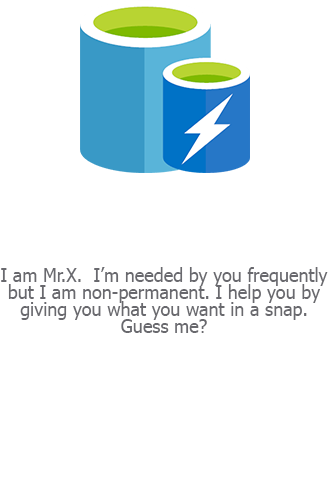 I am Mr.X.  I’m needed by you frequently
but I am non-permanent. I help you by
giving you what you want in a snap.
Guess me?